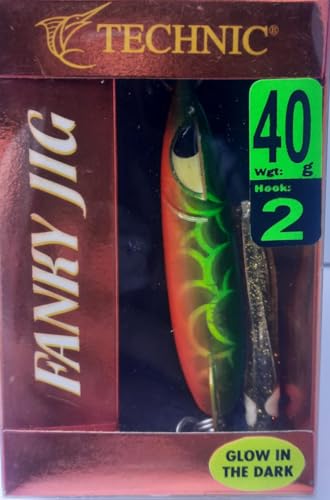 TECHNIC®
FANKY JIG
40
Wgt: g
Hook:
2
GLOW IN
THE DARK